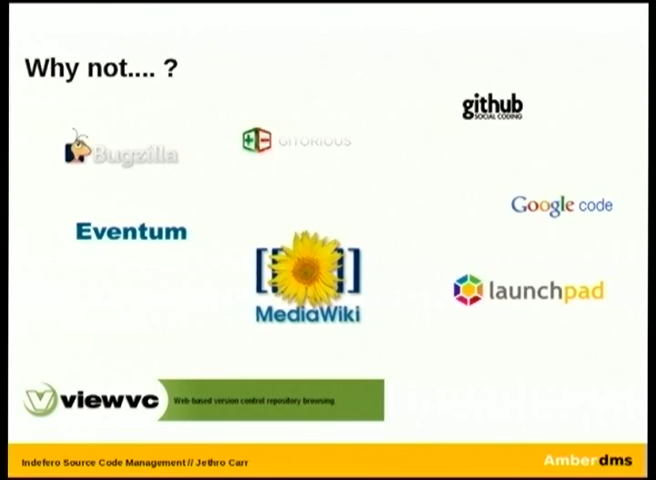 Why not.... ?
github
SOCIAL CODING
Bugzilla
GITORIOUS
Google code
Eventum
[[ ]]
MediaWiki
launchpad
viewvc
Web-based version control repository browsing
Indefero Source Code Management // Jethro Carr
Amberdms